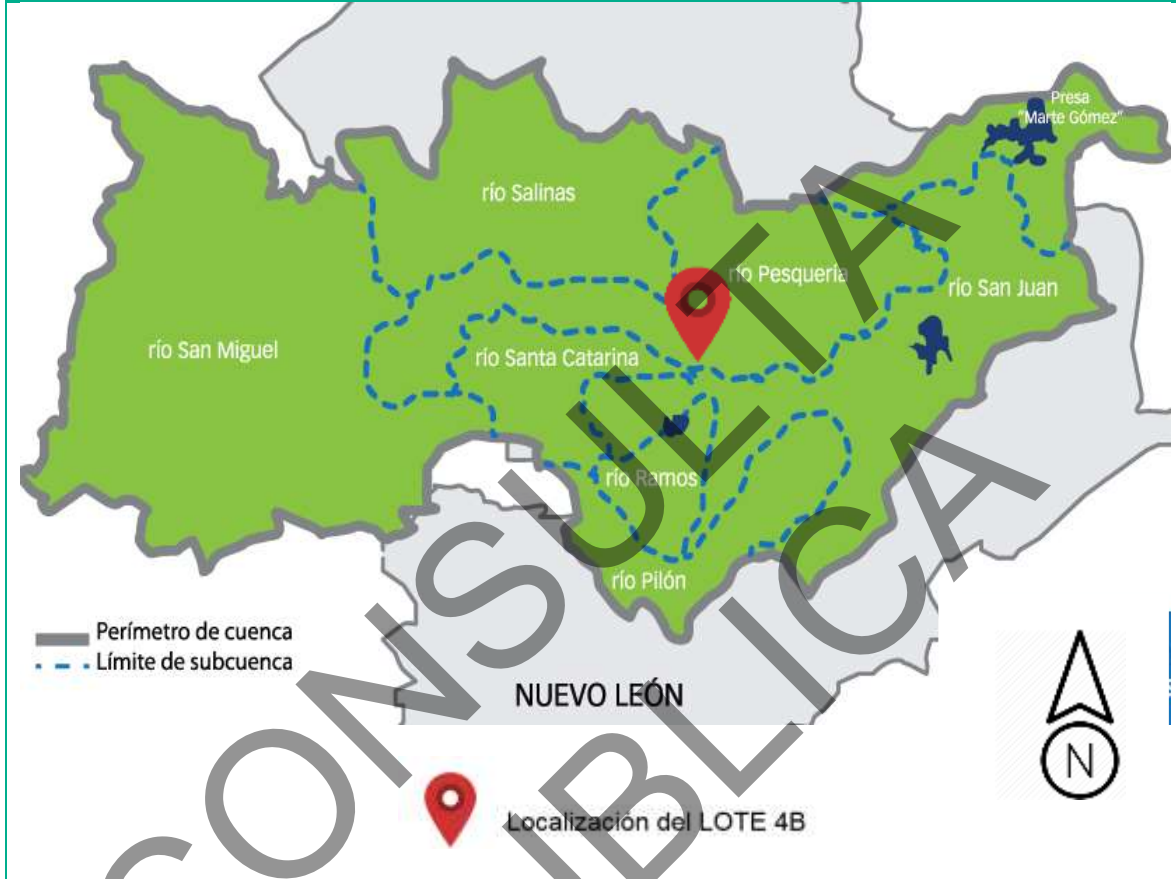 Presa
"Marte Gómez"
río Salinas
río Pesquería
río San Juan
río San Miguel
río Santa Catarina
río Ramos
río Pilón
Perímetro de cuenca
Límite de subcuenca
NUEVO LEÓN
N
Localización del LOTE 4B
CONSULTA
PUBLICA